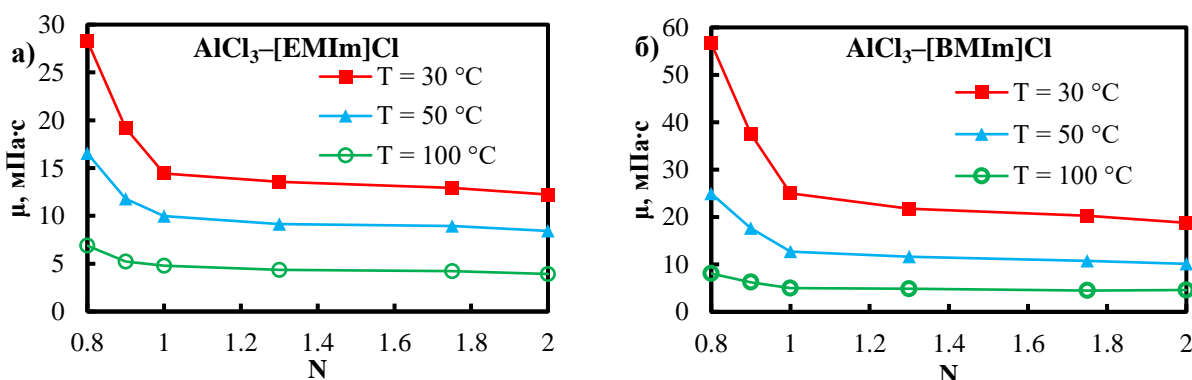 а)
AlCl₃–[EMIm]Cl
T = 30 °C
T = 50 °C
T = 100 °C
μ, мПа·с
30
25
20
15
10
5
0
0.8 1 1.2 1.4 1.6 1.8 2
N
б)
AlCl₃–[BMIm]Cl
T = 30 °C
T = 50 °C
T = 100 °C
μ, мПа·с
60
50
40
30
20
10
0
0.8 1 1.2 1.4 1.6 1.8 2
N